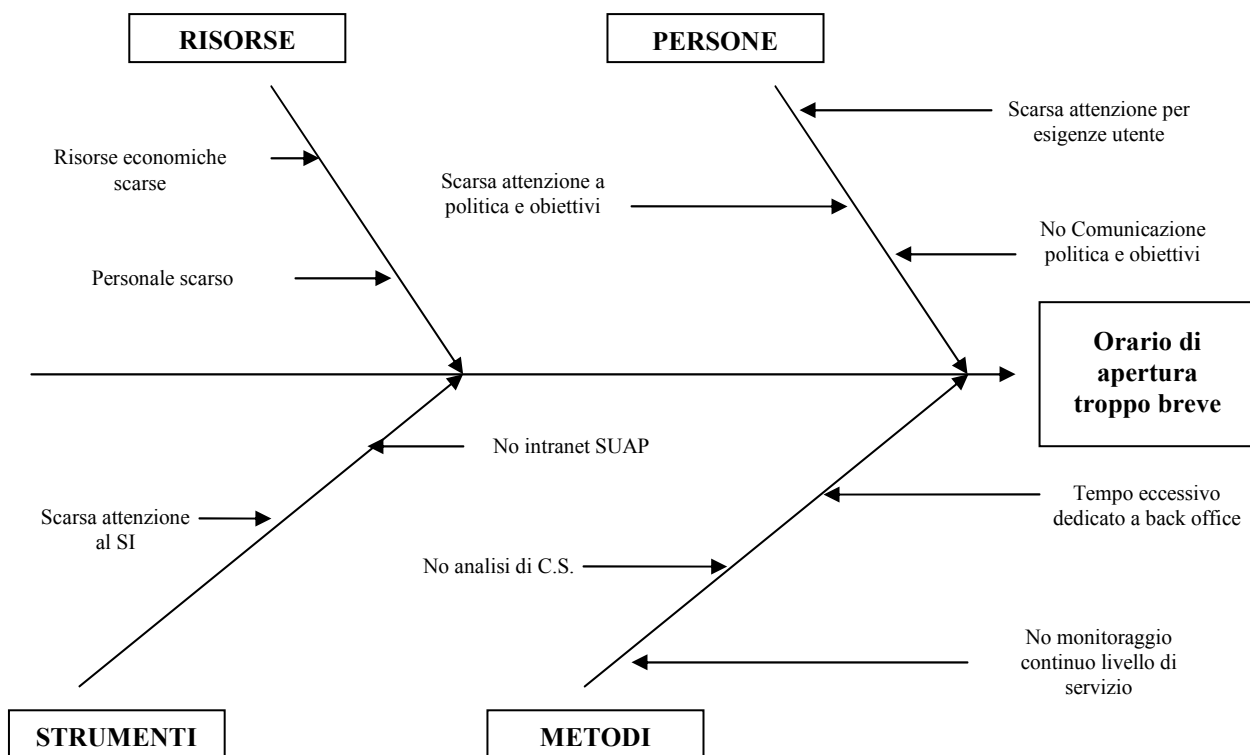 RISORSE
PERSONE
Scarsa attenzione per
esigenze utente
Risorse economiche
scarse
Scarsa attenzione a
politica e obiettivi
No Comunicazione
politica e obiettivi
Personale scarso
Orario di
apertura
troppo breve
No intranet SUAP
Scarsa attenzione
al SI
Tempo eccessivo
dedicato a back office
No analisi di C.S.
No monitoraggio
continuo livello di
servizio
STRUMENTI
METODI